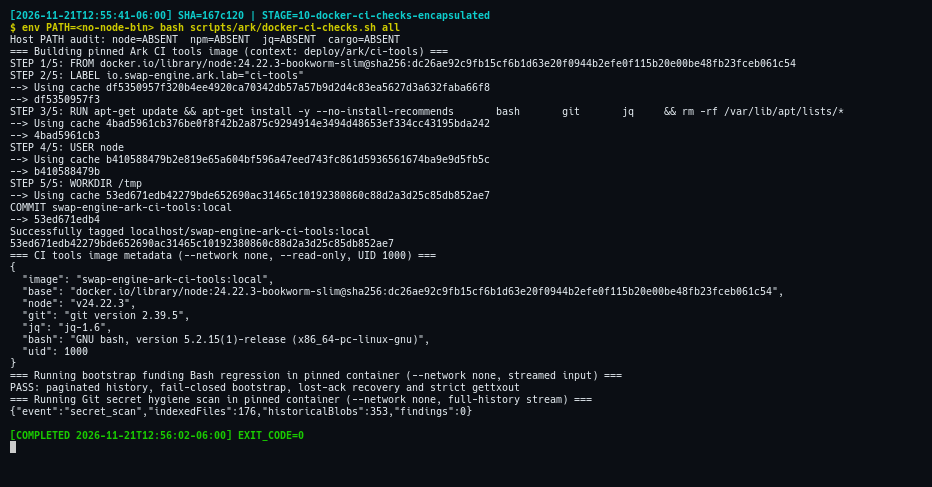 [2026-11-21T12:55:41-06:00] SHA=167c120 | STAGE=10-docker-ci-checks-encapsulated
$ env PATH=<no-node-bin> bash scripts/ark/docker-ci-checks.sh all
Host PATH audit: node=ABSENT  npm=ABSENT  jq=ABSENT  cargo=ABSENT
=== Building pinned Ark CI tools image (context: deploy/ark/ci-tools) ===
STEP 1/5: FROM docker.io/library/node:24.22.3-bookworm-slim@sha256:dc26ae92c9fb15cf6b1d63e20f0944b2efe0f115b20e00be48fb23fceb061c54
STEP 2/5: LABEL io.swap-engine.ark.lab="ci-tools"
--> Using cache df5350957f320b4ee4920ca70342db57a57b9d2d4c83ea5627d3a632faba66f8
--> df5350957f3
STEP 3/5: RUN apt-get update && apt-get install -y --no-install-recommends       bash       git       jq     && rm -rf /var/lib/apt/lists/*
--> Using cache 4bad5961cb376be0f8f42b2a875c9294914e3494d48653ef334cc43195bda242
--> 4bad5961cb3
STEP 4/5: USER node
--> Using cache b410588479b2e819e65a604bf596a47eed743fc861d5936561674ba9e9d5fb5c
--> b410588479b
STEP 5/5: WORKDIR /tmp
--> Using cache 53ed671edb42279bde652690ac31465c10192380860c88d2a3d25c85db852ae7
COMMIT swap-engine-ark-ci-tools:local
--> 53ed671edb4
Successfully tagged localhost/swap-engine-ark-ci-tools:local
53ed671edb42279bde652690ac31465c10192380860c88d2a3d25c85db852ae7
=== CI tools image metadata (--network none, --read-only, UID 1000) ===
{
  "image": "swap-engine-ark-ci-tools:local",
  "base": "docker.io/library/node:24.22.3-bookworm-slim@sha256:dc26ae92c9fb15cf6b1d63e20f0944b2efe0f115b20e00be48fb23fceb061c54",
  "node": "v24.22.3",
  "git": "git version 2.39.5",
  "jq": "jq-1.6",
  "bash": "GNU bash, version 5.2.15(1)-release (x86_64-pc-linux-gnu)",
  "uid": 1000
}
=== Running bootstrap funding Bash regression in pinned container (--network none, streamed input) ===
PASS: paginated history, fail-closed bootstrap, lost-ack recovery and strict gettxout
=== Running Git secret hygiene scan in pinned container (--network none, full-history stream) ===
{"event":"secret_scan","indexedFiles":176,"historicalBlobs":353,"findings":0}
[COMPLETED 2026-11-21T12:56:02-06:00] EXIT_CODE=0